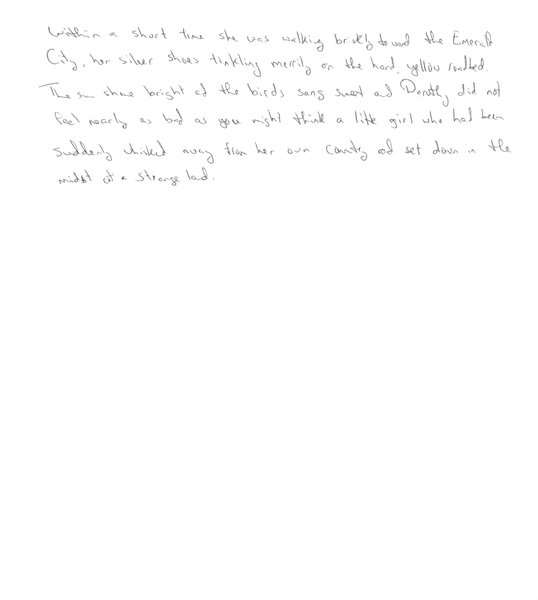 Within a short time she was walking briskly toward the Emerald
City, her silver shoes tinkling merrily on the hard, yellow roadbed.
The sun shone bright and the birds sang sweet and Dorothy did not
feel nearly as bad as you might think a little girl who had been
suddenly whisked away from her own country and set down in the
midst of a strange land.